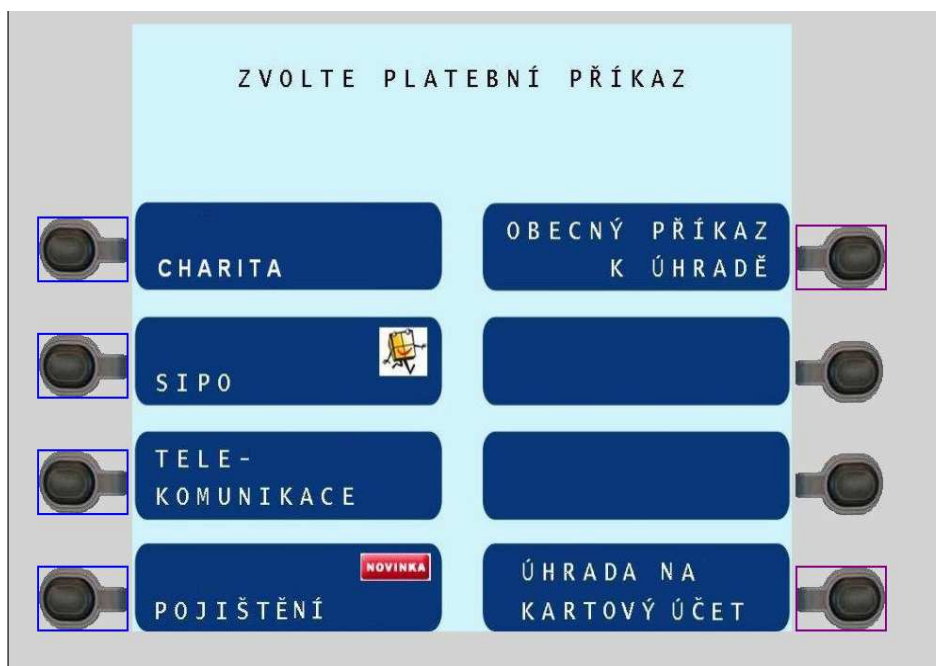 ZVOLTE PLATEBNÍ PŘÍKAZ
CHARITA
OBECNÝ PŘÍKAZ
K ÚHRADĚ
SIPO
TELE-
KOMUNIKACE
NOVINKA
POJIŠTĚNÍ
ÚHRADA NA
KARTOVÝ ÚČET